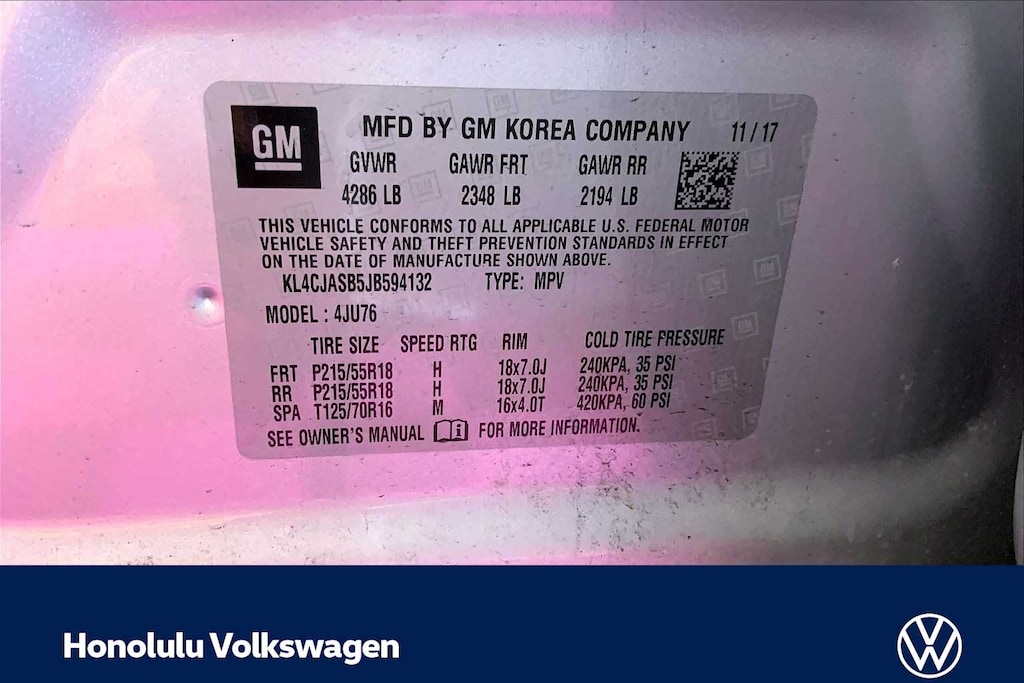 GM
MFD BY GM KOREA COMPANY 11/17
GVWR GAWR FRT GAWR RR
4286 LB 2348 LB 2194 LB
THIS VEHICLE CONFORMS TO ALL APPLICABLE U.S. FEDERAL MOTOR
VEHICLE SAFETY AND THEFT PREVENTION STANDARDS IN EFFECT
ON THE DATE OF MANUFACTURE SHOWN ABOVE.
KL4CJASB5JB594132 TYPE: MPV
MODEL : 4JU76
TIRE SIZE SPEED RTG RIM COLD TIRE PRESSURE
FRT P215/55R18 H 18x7.0J 240KPA, 35 PSI
RR P215/55R18 H 18x7.0J 240KPA, 35 PSI
SPA T125/70R16 M 16x4.0T 420KPA, 60 PSI
SEE OWNER'S MANUAL FOR MORE INFORMATION.
Honolulu Volkswagen